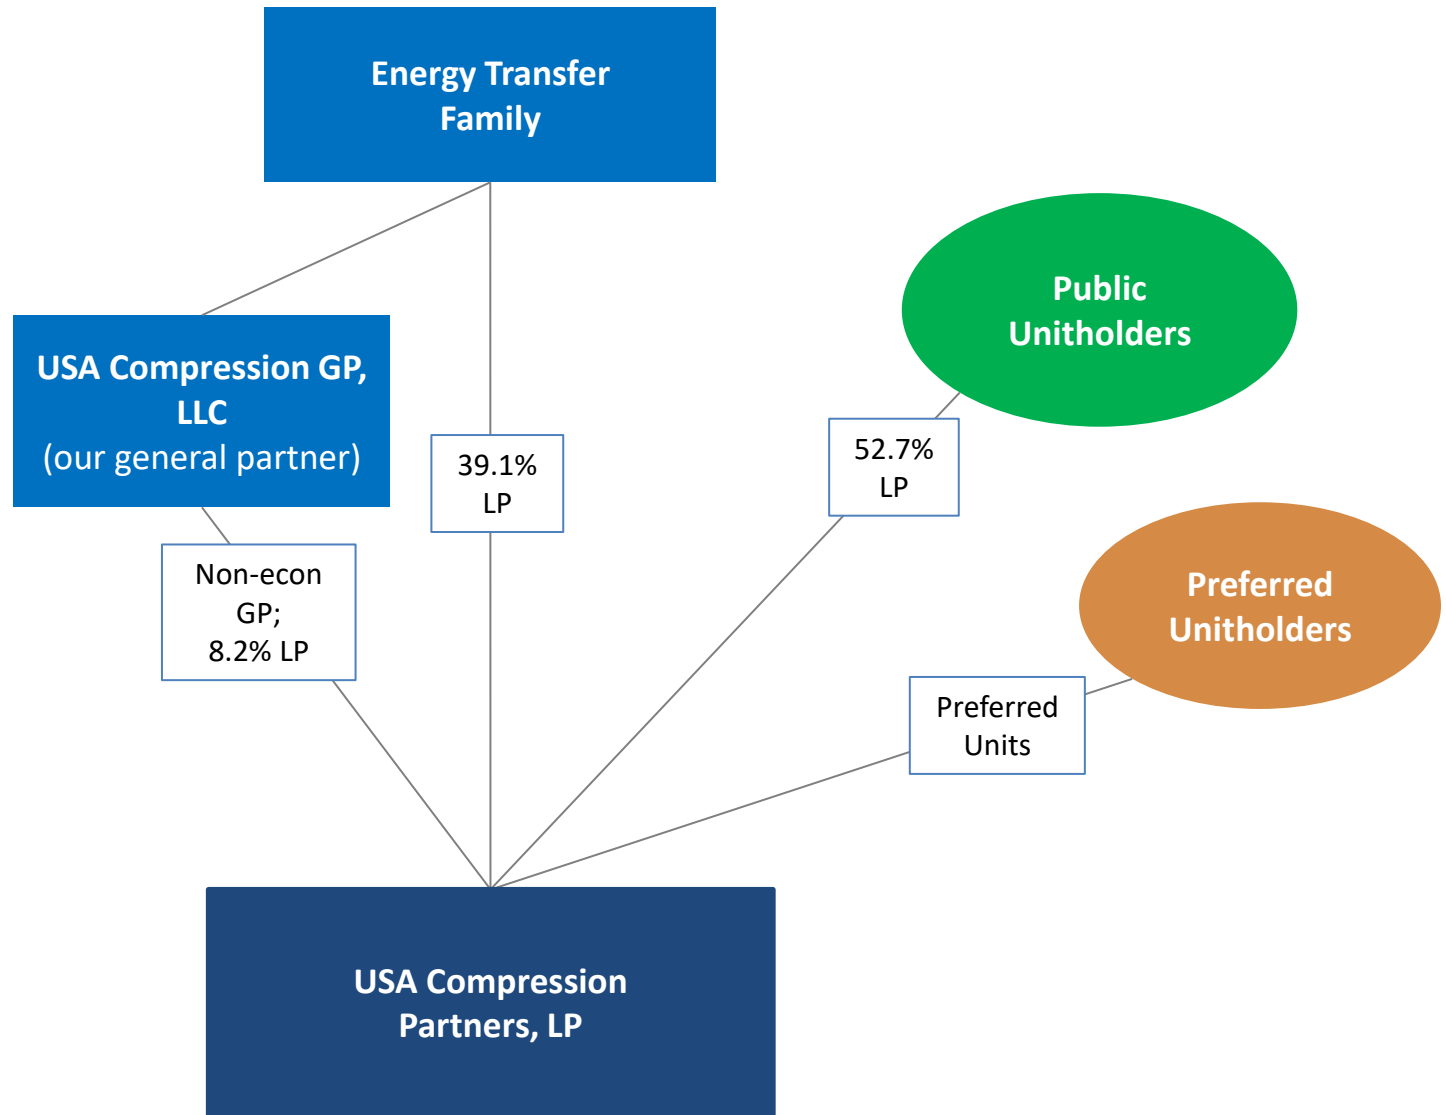 Energy Transfer
Family
Public
Unitholders
USA Compression GP,
LLC
(our general partner)
39.1%
LP
52.7%
LP
Non-econ
GP;
8.2% LP
Preferred
Unitholders
Preferred
Units
USA Compression
Partners, LP